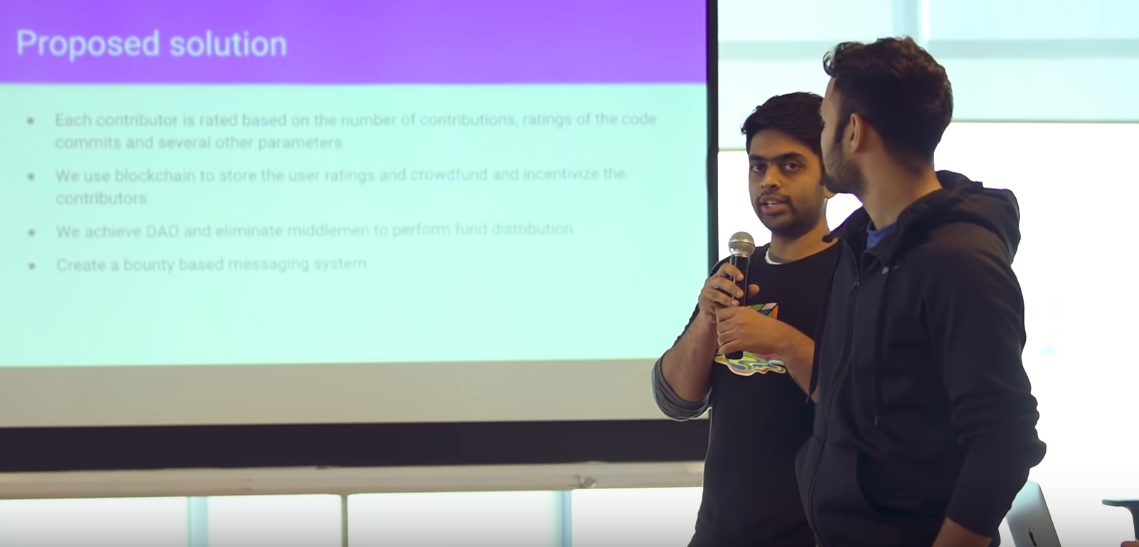 Proposed solution
Each contributor is rated based on the number of contributions, ratings of the code
commits and several other parameters.
We use blockchain to store the user ratings and crowdfund and incentivize the
contributors.
We achieve DAO and eliminate middlemen to perform fund distribution.
Create a bounty based messaging system.